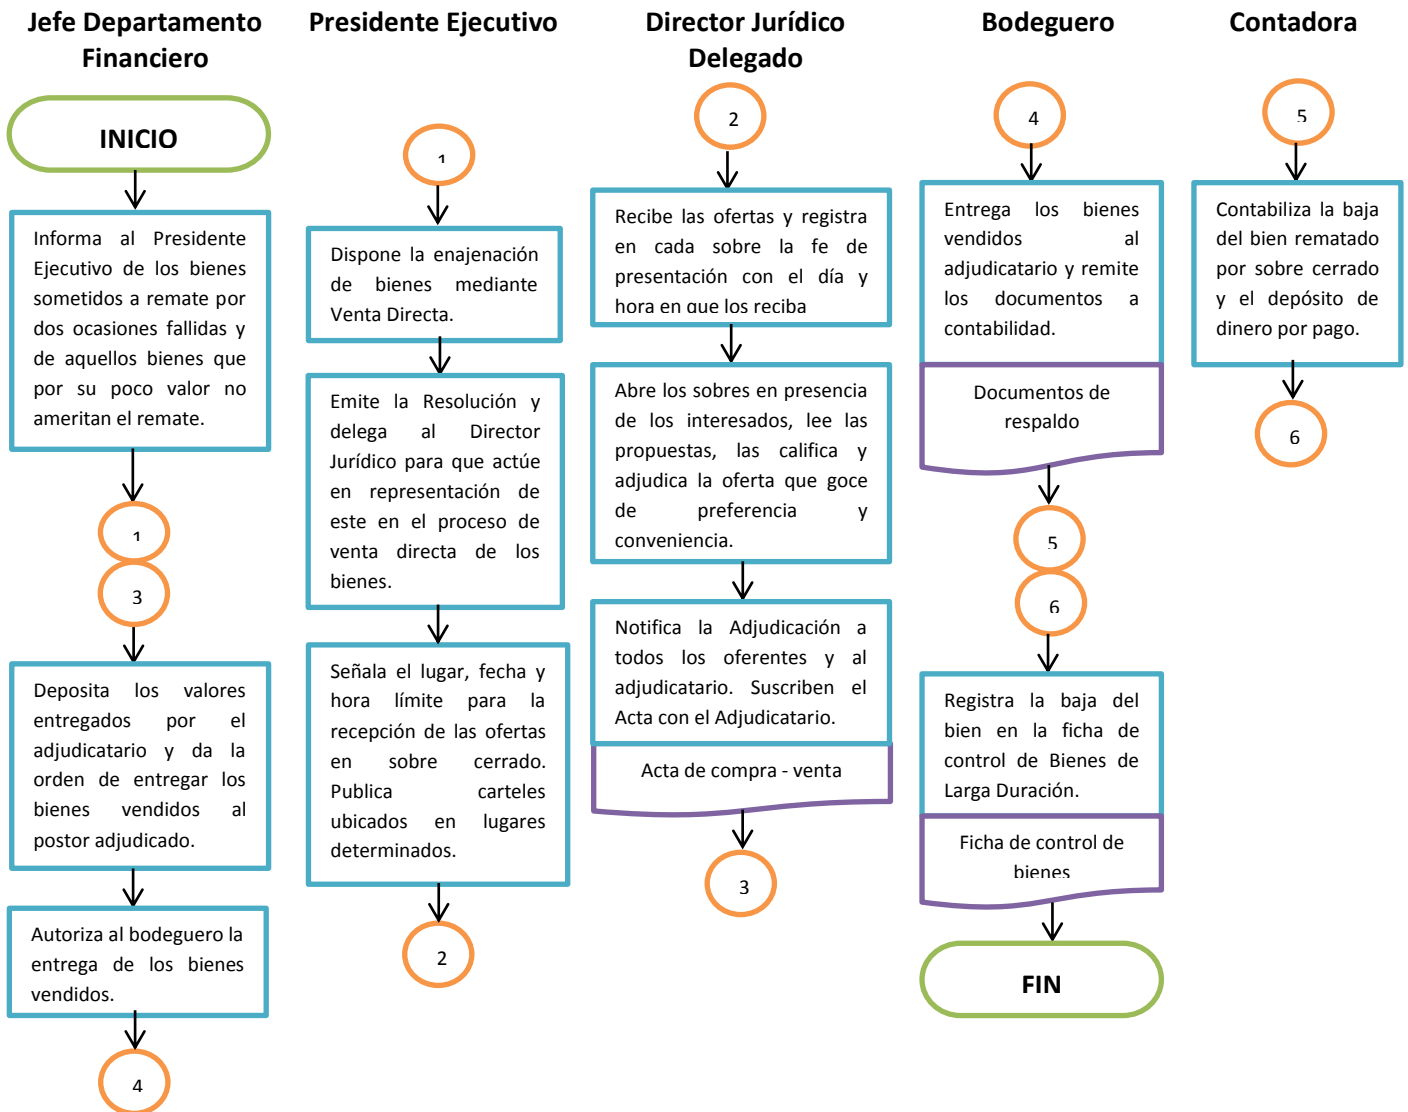 Jefe Departamento
Financiero
INICIO
Informa al Presidente
Ejecutivo de los bienes
sometidos a remate por
dos ocasiones fallidas y
de aquellos bienes que
por su poco valor no
ameritan el remate.
1
3
Deposita los valores
entregados por el
adjudicatario y da la
orden de entregar los
bienes vendidos al
postor adjudicado.
Autoriza al bodeguero la
entrega de los bienes
vendidos.
4
Presidente Ejecutivo
1
Dispone la enajenación
de bienes mediante
Venta Directa.
Emite la Resolución y
delega al Director
Jurídico para que actúe
en representación de
este en el proceso de
venta directa de los
bienes.
Señala el lugar, fecha y
hora límite para la
recepción de las ofertas
en sobre cerrado.
Publica carteles
ubicados en lugares
determinados.
2
Director Jurídico
Delegado
2
Recibe las ofertas y registra
en cada sobre la fe de
presentación con el día y
hora en que los reciba
Abre los sobres en presencia
de los interesados, lee las
propuestas, las califica y
adjudica la oferta que goce
de preferencia y
conveniencia.
Notifica la Adjudicación a
todos los oferentes y al
adjudicatario. Suscriben el
Acta con el Adjudicatario.
Acta de compra - venta
3
Bodeguero
4
Entrega los bienes
vendidos al
adjudicatario y remite
los documentos a
contabilidad.
Documentos de
respaldo
5
6
Registra la baja del
bien en la ficha de
control de Bienes de
Larga Duración.
Ficha de control de
bienes
FIN
Contadora
5
Contabiliza la baja
del bien rematado
por sobre cerrado
y el depósito de
dinero por pago.
6